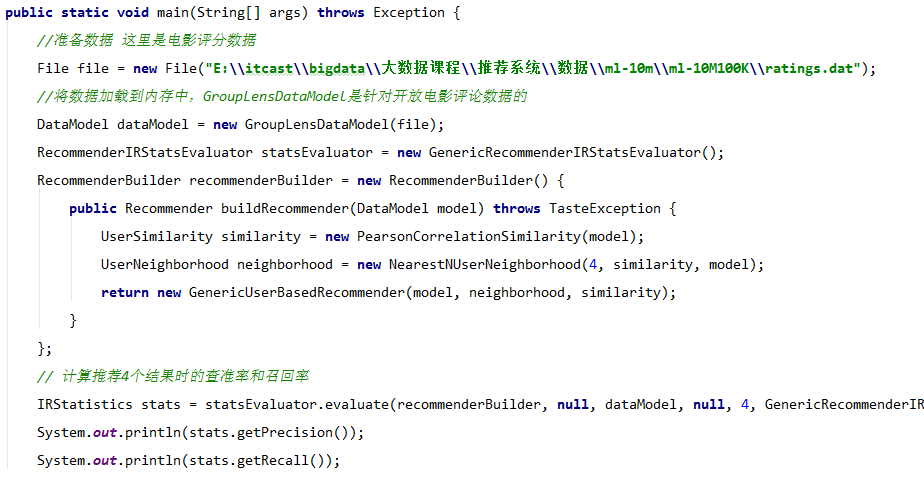 public static void main(String[] args) throws Exception {
//准备数据 这里是电影评分数据
File file = new File("E:\\itcast\\bigdata\\大数据课程\\推荐系统\\数据\\ml-10m\\ml-10M100K\\ratings.dat");
//将数据加载到内存中，GroupLensDataModel是针对开放电影评论数据的
DataModel dataModel = new GroupLensDataModel(file);
RecommenderIRStatsEvaluator statsEvaluator = new GenericRecommenderIRStatsEvaluator();
RecommenderBuilder recommenderBuilder = new RecommenderBuilder() {
public Recommender buildRecommender(DataModel model) throws TasteException {
UserSimilarity similarity = new PearsonCorrelationSimilarity(model);
UserNeighborhood neighborhood = new NearestNUserNeighborhood(4, similarity, model);
return new GenericUserBasedRecommender(model, neighborhood, similarity);
}
};
// 计算推荐4个结果时的查准率和召回率
IRStatistics stats = statsEvaluator.evaluate(recommenderBuilder, null, dataModel, null, 4, GenericRecommenderIR
System.out.println(stats.getPrecision());
System.out.println(stats.getRecall());